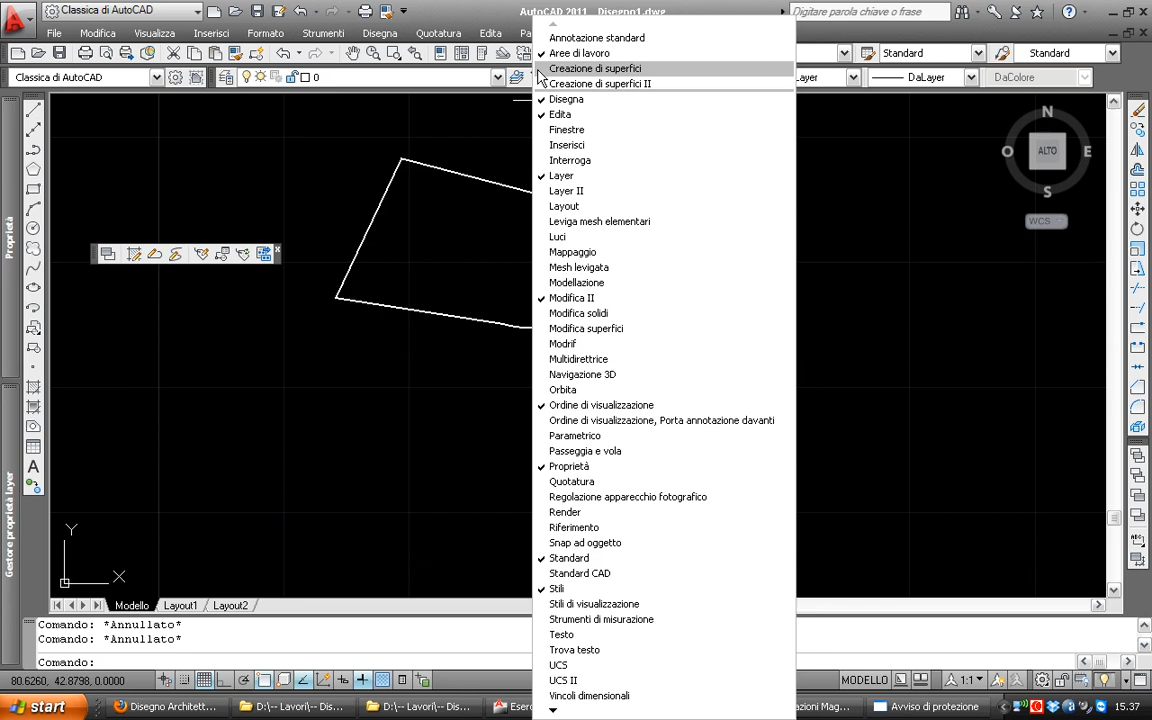 Classica di AutoCAD
AutoCAD 2011 Disegno1.dwg
Digitare parola chiave o frase
File
Modifica
Visualizza
Inserisci
Formato
Strumenti
Disegna
Quotatura
Edita
Standard
Standard
Classica di AutoCAD
0
DaLayer
DaColore
Annotazione standard
Aree di lavoro
Creazione di superfici
Creazione di superfici II
Disegna
Edita
Finestre
Inserisci
Interroga
Layer
Layer II
Layout
Leviga mesh elementari
Luci
Mappaggio
Mesh levigata
Modellazione
Modifica II
Modifica solidi
Modifica superfici
Modrif
Multidirettrice
Navigazione 3D
Orbita
Ordine di visualizzazione
Ordine di visualizzazione, Porta annotazione davanti
Parametrico
Passeggia e vola
Proprietà
Quotatura
Regolazione apparecchio fotografico
Render
Riferimento
Snap ad oggetto
Standard
Standard CAD
Stili
Stili di visualizzazione
Strumenti di misurazione
Testo
Trova testo
UCS
UCS II
Vincoli dimensionali
N
O
ALTO
E
S
WCS
Proprietà
Gestore proprietà layer
A
Y
X
Modello
Layout1
Layout2
Comando: *Annullato*
Comando: *Annullato*
Comando:
80.6260, 42.8798, 0.0000
MODELLO
1:1
start
Disegno Architett...
D:\-- Lavori\-- Dis...
D:\-- Lavori\-- Dis...
Avviso di protezione
15.37